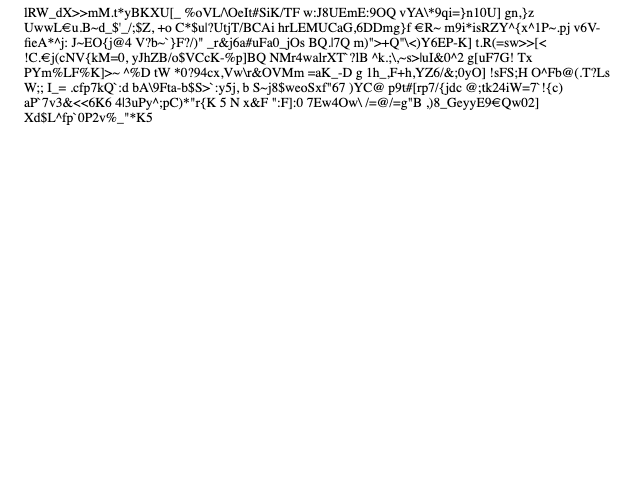 lRW_dX>>mM.t*yBKXU[_ %oVL/\OeIt#SiK/TF w:J8UEmE:9OQ vYA\*9qi=}n10U] gn,}z
UwwL€u.B~d_$'_/;$Z, +o C*$u|?UtjT/BCAi hrLEMUCaG,6DDmg}f €R~ m9i*isRZY^{x^1P~.pj v6V-
fieA*^j: J~EO{j@4 V?b~`}F?/)" _r&j6a#uFa0_jOs BQ.|7Q m)">+Q"\<)Y6EP-K] t.R(=sw>>[<
!C.€j(cNV{kM=0, yJhZB/o$VCcK-%p]BQ NMr4walrXT`?lB ^k.;\,~s>|uI&0^2 g[uF7G! Tx
PYm%LF%K]>~ ^%D tW *0?94cx,Vw\r&OVMm =aK_-D g 1h_,F+h,YZ6/&;0yO] !sFS;H O^Fb@(.T?Ls
W;; I_= .cfp7kQ`:d bA\9Fta-b$S>`:y5j, b S~j8$weoSxf"67 )YC@ p9t#[rp7/{jdc @;tk24iW=7`!{c)
aP`7v3&<<6K6 4l3uPy^;pC)*"r{K 5 N x&F ":F]:0 7Ew4Ow\ /=@/=g"B ,)8_GeyyE9€Qw02]
Xd$L^fp`0P2v%_"*K5